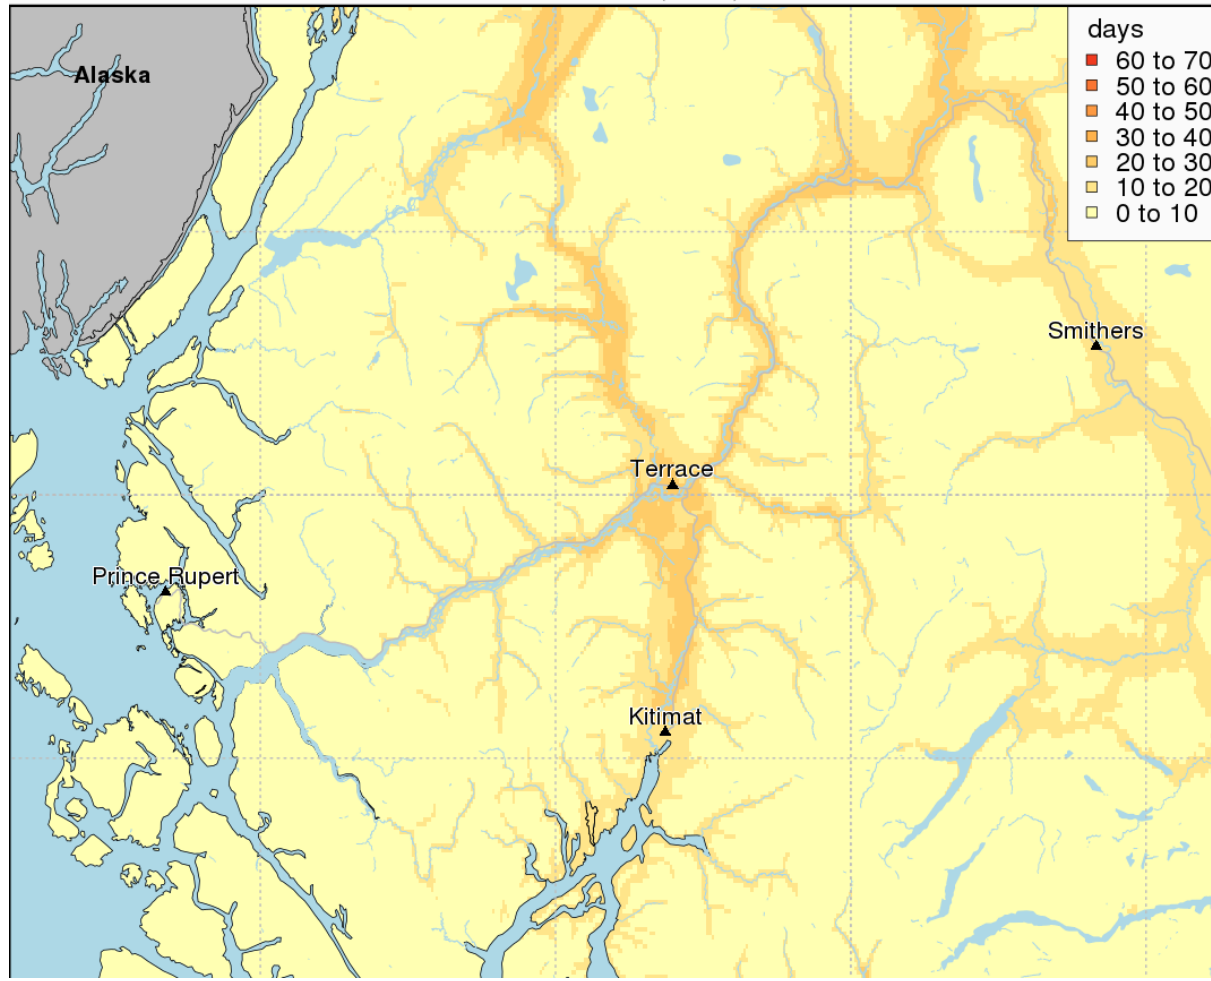 Alaska
days
60 to 70
50 to 60
40 to 50
30 to 40
20 to 30
10 to 20
0 to 10
Smithers
Terrace
Prince Rupert
Kitimat